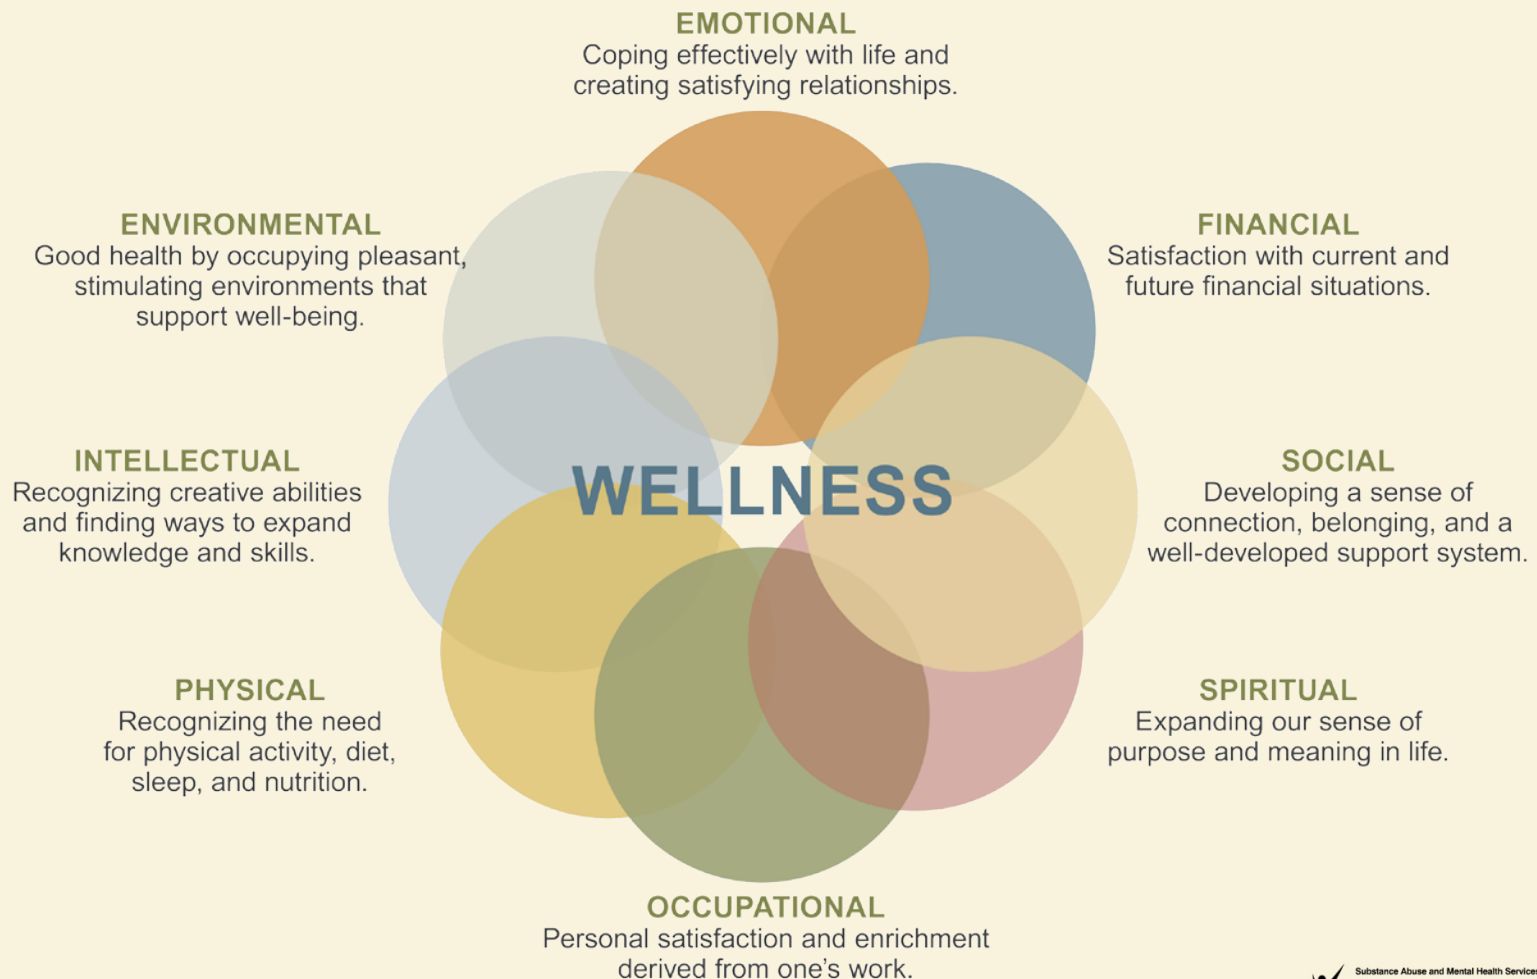 EMOTIONAL
Coping effectively with life and
creating satisfying relationships.
ENVIRONMENTAL
Good health by occupying pleasant,
stimulating environments that
support well-being.
FINANCIAL
Satisfaction with current and
future financial situations.
INTELLECTUAL
Recognizing creative abilities
and finding ways to expand
knowledge and skills.
WELLNESS
SOCIAL
Developing a sense of
connection, belonging, and a
well-developed support system.
PHYSICAL
Recognizing the need
for physical activity, diet,
sleep, and nutrition.
SPIRITUAL
Expanding our sense of
purpose and meaning in life.
OCCUPATIONAL
Personal satisfaction and enrichment
derived from one’s work.
Substance Abuse and Mental Health Services